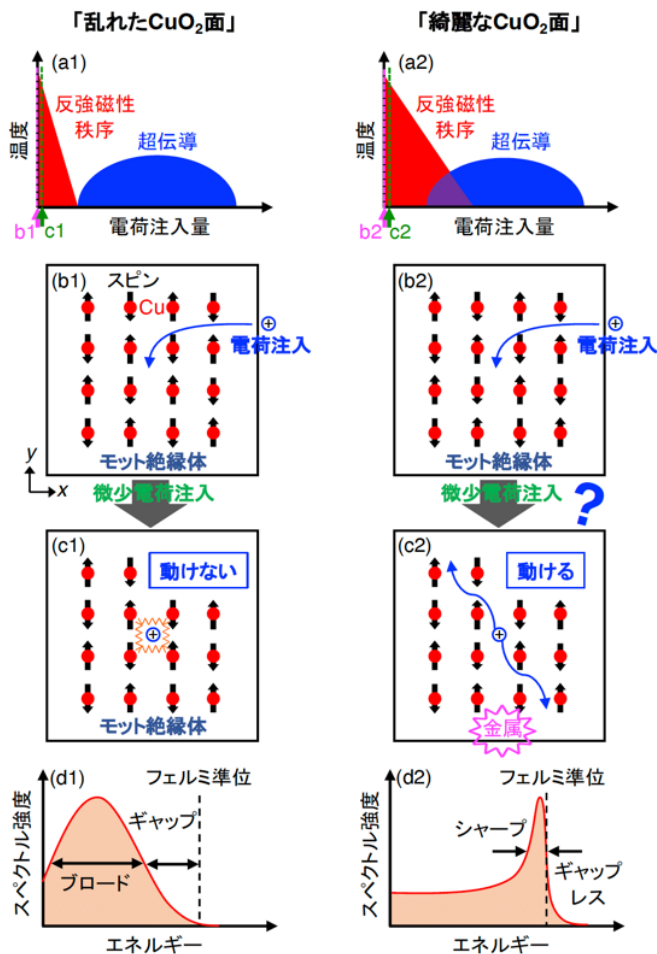 「乱れたCuO₂面」
「綺麗なCuO₂面」
(a1)
反強磁性
秩序
超伝導
温度
電荷注入量
b1
c1
(a2)
反強磁性
秩序
超伝導
温度
電荷注入量
b2
c2
(b1)
スピン
Cu
電荷注入
モット絶縁体
y
x
(b2)
電荷注入
モット絶縁体
微少電荷注入
微少電荷注入
?
(c1)
動けない
モット絶縁体
(c2)
動ける
金属
(d1)
フェルミ準位
ギャップ
ブロード
スペクトル強度
エネルギー
(d2)
フェルミ準位
シャープ
ギャップ
レス
スペクトル強度
エネルギー